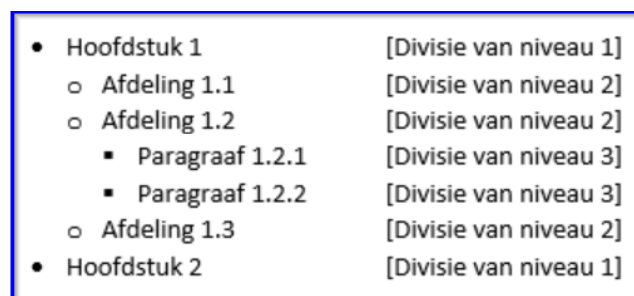 • Hoofdstuk 1 [Divisie van niveau 1]
o Afdeling 1.1 [Divisie van niveau 2]
o Afdeling 1.2 [Divisie van niveau 2]
▪ Paragraaf 1.2.1 [Divisie van niveau 3]
▪ Paragraaf 1.2.2 [Divisie van niveau 3]
o Afdeling 1.3 [Divisie van niveau 2]
• Hoofdstuk 2 [Divisie van niveau 1]